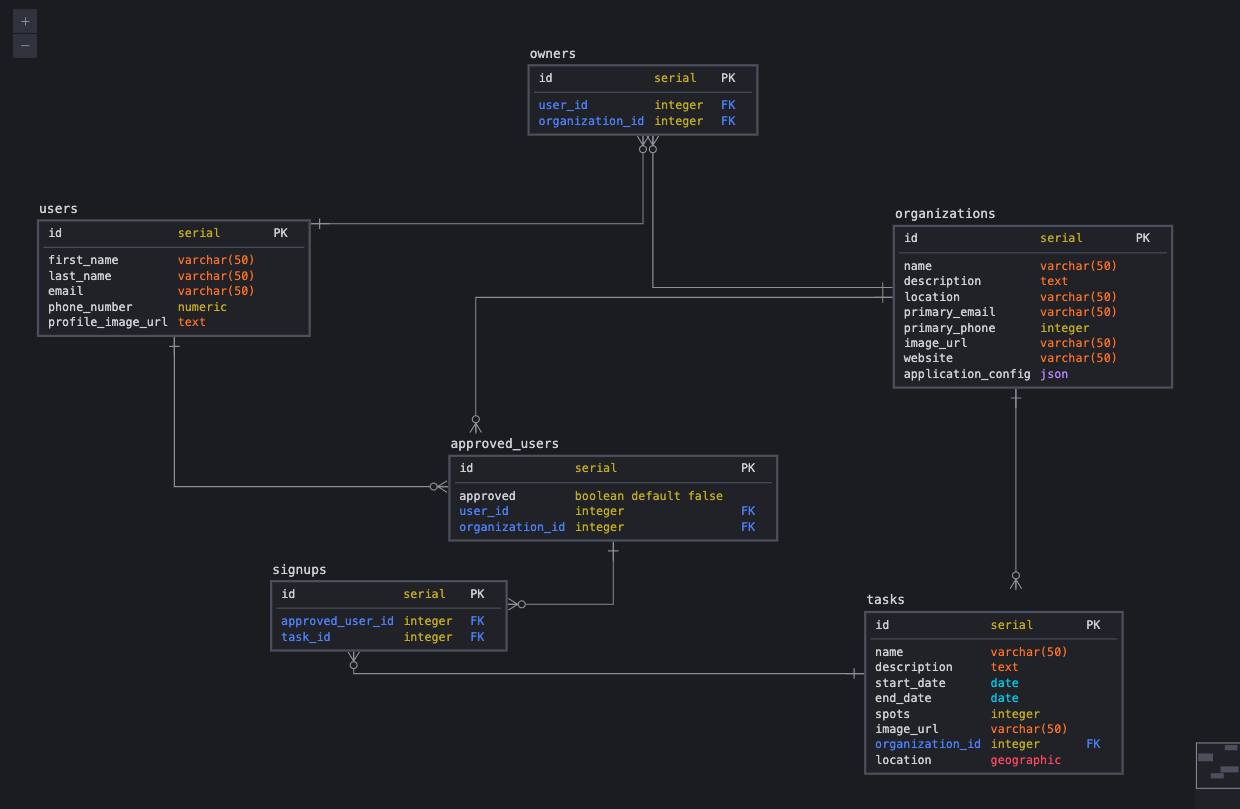 +
−
owners
id serial PK
user_id integer FK
organization_id integer FK
users
id serial PK
first_name varchar(50)
last_name varchar(50)
email varchar(50)
phone_number numeric
profile_image_url text
organizations
id serial PK
name varchar(50)
description text
location varchar(50)
primary_email varchar(50)
primary_phone integer
image_url varchar(50)
website varchar(50)
application_config json
approved_users
id serial PK
approved boolean default false
user_id integer FK
organization_id integer FK
signups
id serial PK
approved_user_id integer FK
task_id integer FK
tasks
id serial PK
name varchar(50)
description text
start_date date
end_date date
spots integer
image_url varchar(50)
organization_id integer FK
location geographic